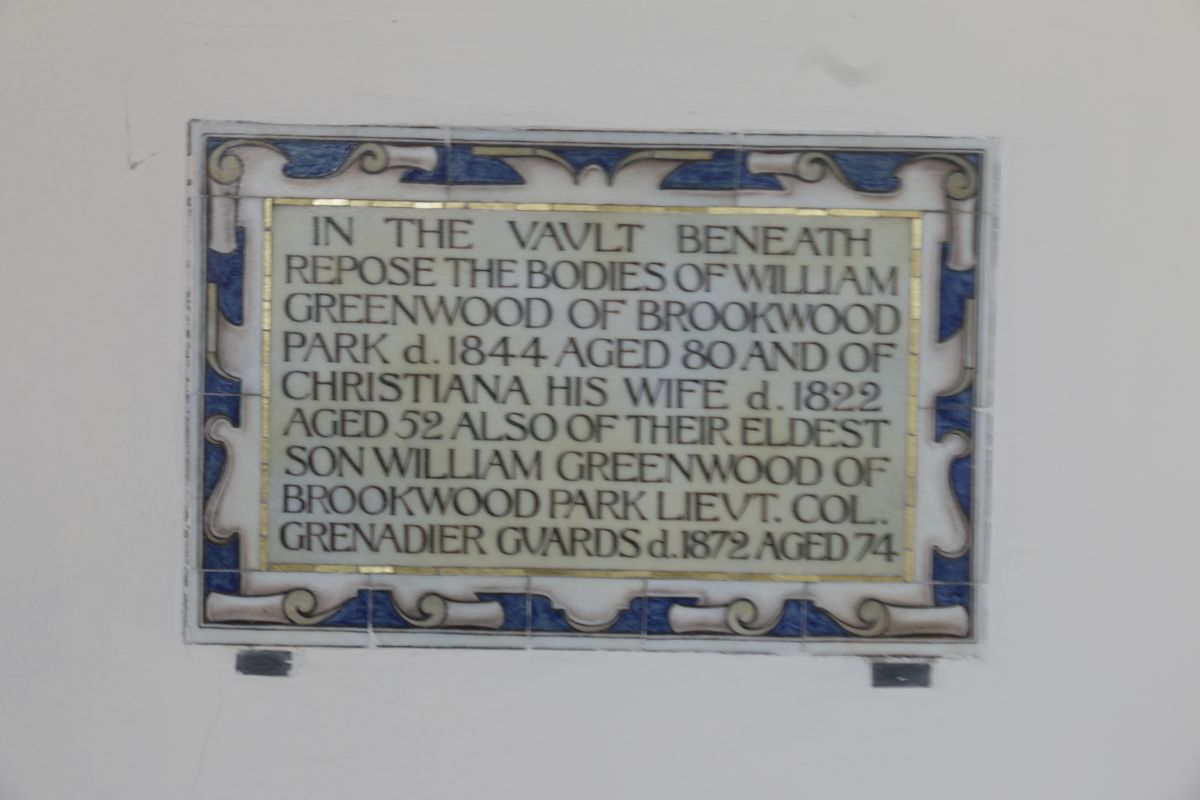 IN THE VAVLT BENEATH
REPOSE THE BODIES OF WILLIAM
GREENWOOD OF BROOKWOOD
PARK d. 1844 AGED 80 AND OF
CHRISTIANA HIS WIFE d. 1822
AGED 52 ALSO OF THEIR ELDEST
SON WILLIAM GREENWOOD OF
BROOKWOOD PARK LIEVT. COL.
GRENADIER GVARDS d. 1872 AGED 74